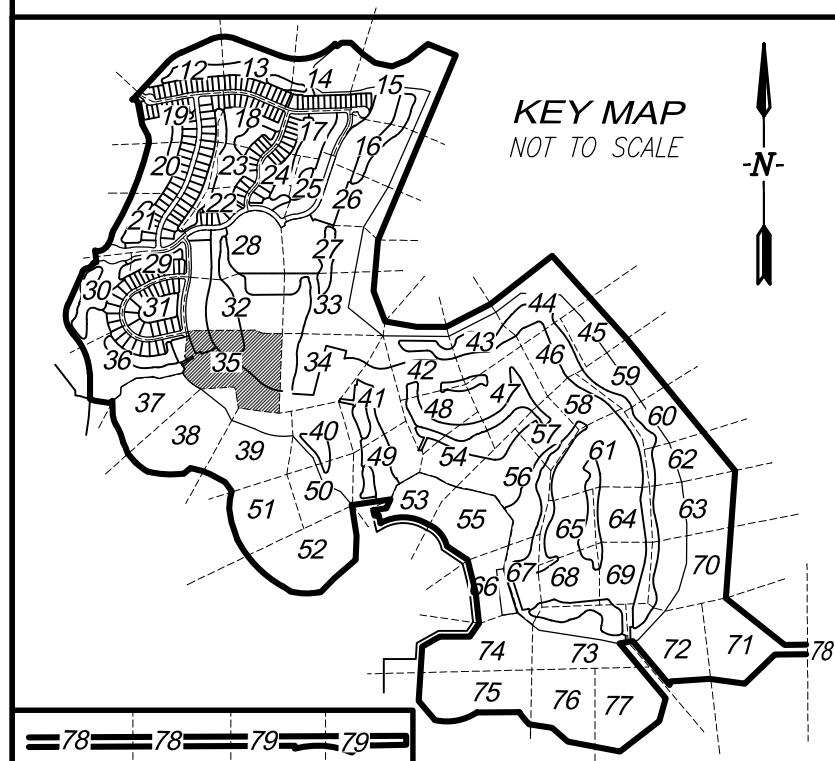 12 13 14 15
KEY MAP
NOT TO SCALE
19 18 17 16
-N-
20 23 24 25 26
21 22
28 27
29
30 31 32 33
44 45
43
36 35 34 46
42 59
37 41 48 47 58 60
38 39 40 57
54 61 62
49 56
50 53 55 65 64 63
51
52 67 68 69 70
66
74 73 72 71 78
75 76 77
78 78 79 79